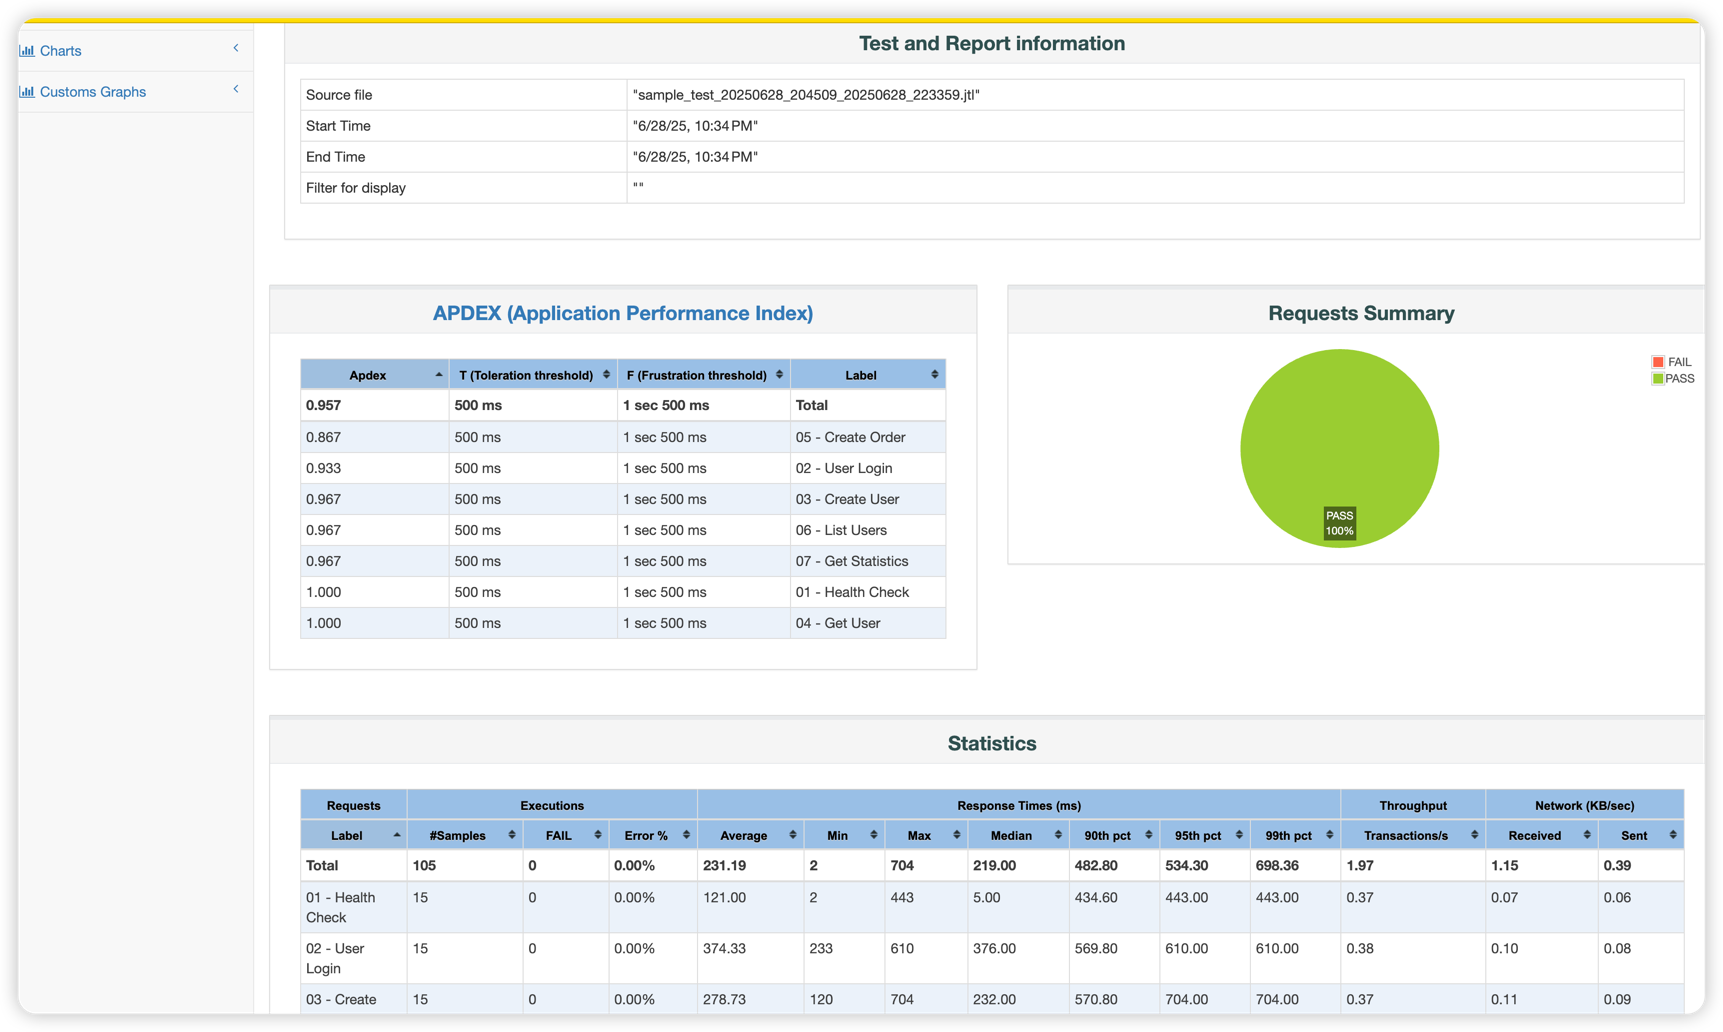 Charts
Customs Graphs
Test and Report information
Source file "sample_test_20250628_204509_20250628_223359.jtl"
Start Time "6/28/25, 10:34 PM"
End Time "6/28/25, 10:34 PM"
Filter for display ""
APDEX (Application Performance Index)
Apdex T (Toleration threshold) F (Frustration threshold) Label
0.957 500 ms 1 sec 500 ms Total
0.867 500 ms 1 sec 500 ms 05 - Create Order
0.933 500 ms 1 sec 500 ms 02 - User Login
0.967 500 ms 1 sec 500 ms 03 - Create User
0.967 500 ms 1 sec 500 ms 06 - List Users
0.967 500 ms 1 sec 500 ms 07 - Get Statistics
1.000 500 ms 1 sec 500 ms 01 - Health Check
1.000 500 ms 1 sec 500 ms 04 - Get User
Requests Summary
FAIL
PASS
PASS
100%
Statistics
Requests Executions Response Times (ms) Throughput Network (KB/sec)
Label #Samples FAIL Error % Average Min Max Median 90th pct 95th pct 99th pct Transactions/s Received Sent
Total 105 0 0.00% 231.19 2 704 219.00 482.80 534.30 698.36 1.97 1.15 0.39
01 - Health 15 0 0.00% 121.00 2 443 5.00 434.60 443.00 443.00 0.37 0.07 0.06
Check
02 - User 15 0 0.00% 374.33 233 610 376.00 569.80 610.00 610.00 0.38 0.10 0.08
Login
03 - Create 15 0 0.00% 278.73 120 704 232.00 570.80 704.00 704.00 0.37 0.11 0.09